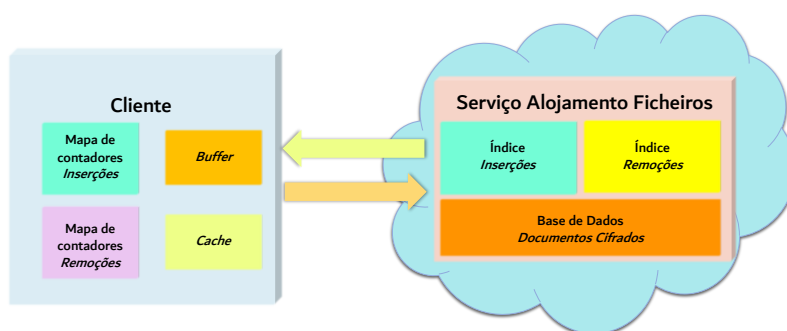 Cliente
Mapa de
contadores
Inserções
Buffer
Mapa de
contadores
Remoções
Cache
Serviço Alojamento Ficheiros
Índice
Inserções
Índice
Remoções
Base de Dados
Documentos Cifrados